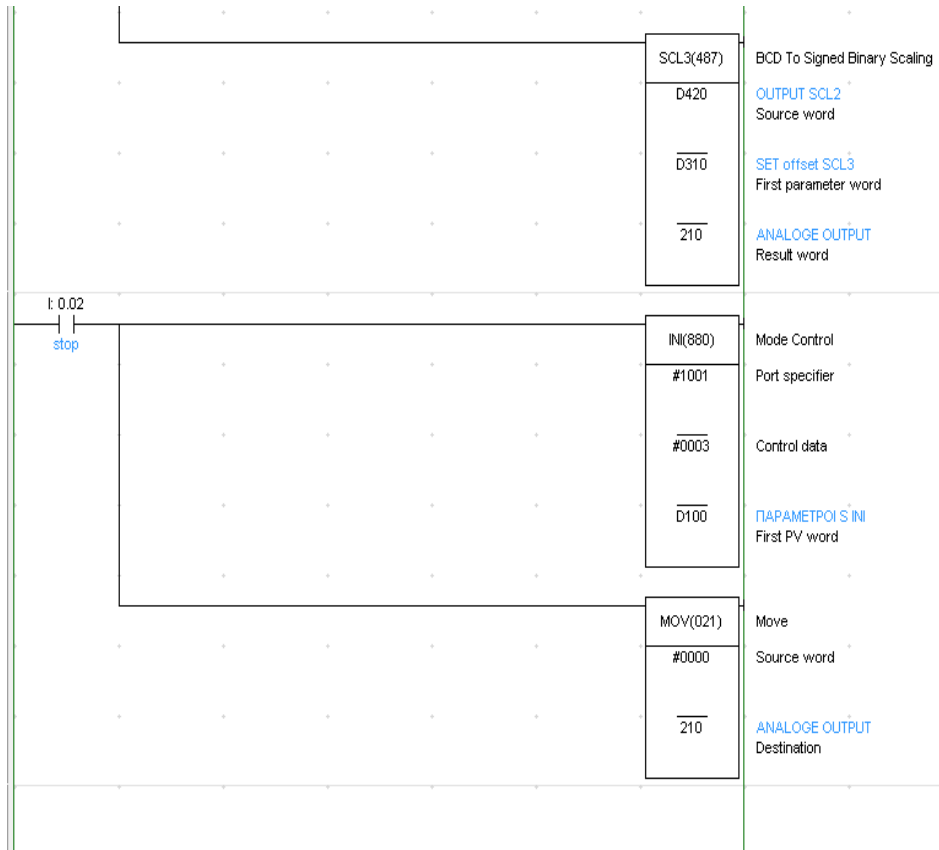 SCL3(487) BCD To Signed Binary Scaling
D420 OUTPUT SCL2
Source word
D310 SET offset SCL3
First parameter word
210 ANALOGE OUTPUT
Result word
I: 0.02
stop
INI(880) Mode Control
#1001 Port specifier
#0003 Control data
D100 ΠΑΡΑΜΕΤΡΟΙ S INI
First PV word
MOV(021) Move
#0000 Source word
210 ANALOGE OUTPUT
Destination